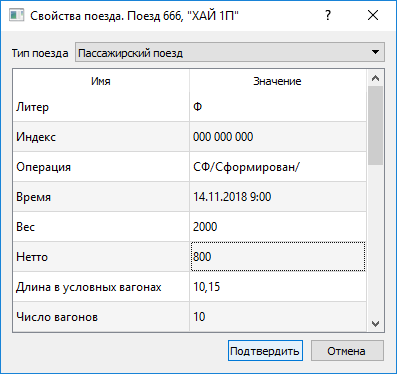 Свойства поезда. Поезд 666, "ХАЙ 1П"
Тип поезда Пассажирский поезд
Имя Значение
Литер Ф
Индекс 000 000 000
Операция СФ/Сформирован/
Время 14.11.2018 9:00
Вес 2000
Нетто 800
Длина в условных вагонах 10,15
Число вагонов 10
Подтвердить Отмена